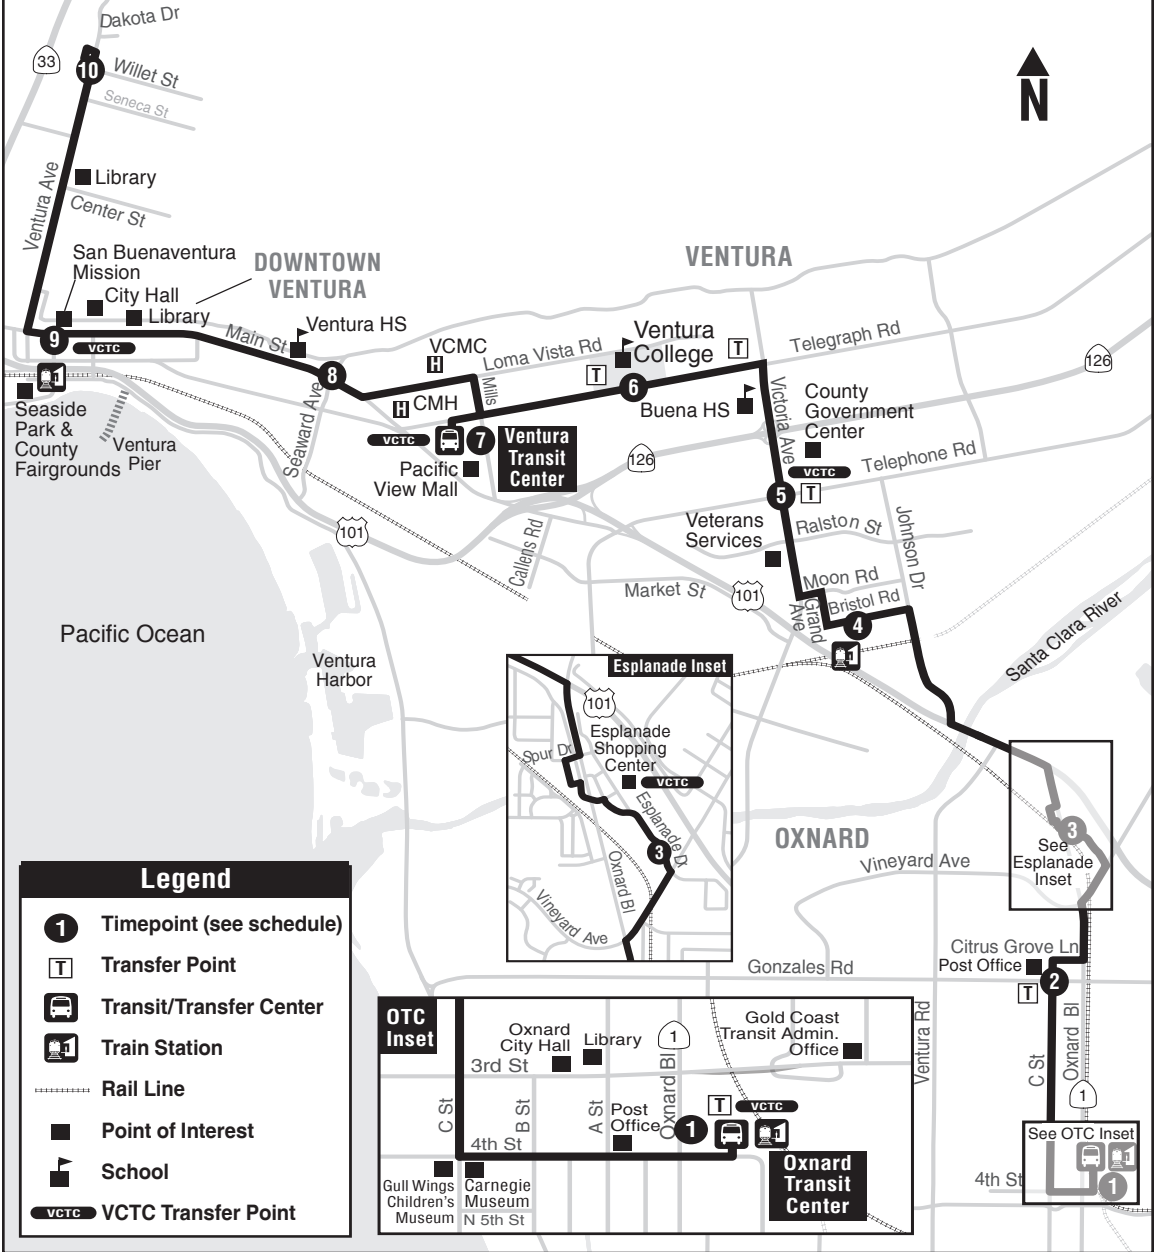 Dakota Dr
33
10
Willet St
Seneca St
N
Ventura Ave
Library
Center St
San Buenaventura
Mission
City Hall
Library
DOWNTOWN
VENTURA
VENTURA
9
VCTC
Main St
Ventura HS
8
VCMC
H
Loma Vista Rd
Ventura
College
T
Telegraph Rd
126
Seaside
Park &
County
Fairgrounds
Ventura
Pier
Seaward Ave
H
CMH
Mills
T
6
Buena HS
Victoria Ave
County
Government
Center
VCTC
7
Ventura
Transit
Center
Pacific
View Mall
126
VCTC
Telephone Rd
5
T
101
Callens Rd
Veterans
Services
Ralston St
Johnson Dr
Market St
101
Moon Rd
Bristol Rd
Grand
Ave
4
Santa Clara River
Pacific Ocean
Ventura
Harbor
Esplanade Inset
101
Esplanade
Shopping
Center
VCTC
Spur Dr
Esplanade Dr
3
Oxnard Bl
Vineyard Ave
OXNARD
3
See
Esplanade
Inset
Vineyard Ave
Citrus Grove Ln
Post Office
Gonzales Rd
2
T
Ventura Rd
C St
Oxnard Bl
1
See OTC Inset
1
4th St
OTC
Inset
Oxnard
City Hall
Library
1
Gold Coast
Transit Admin.
Office
3rd St
C St
B St
A St
Oxnard Bl
Post
Office
1
T
VCTC
4th St
Oxnard
Transit
Center
Gull Wings
Children's
Museum
Carnegie
Museum
N 5th St
Legend
1
Timepoint (see schedule)
T
Transfer Point
Transit/Transfer Center
Train Station
Rail Line
Point of Interest
School
VCTC
VCTC Transfer Point